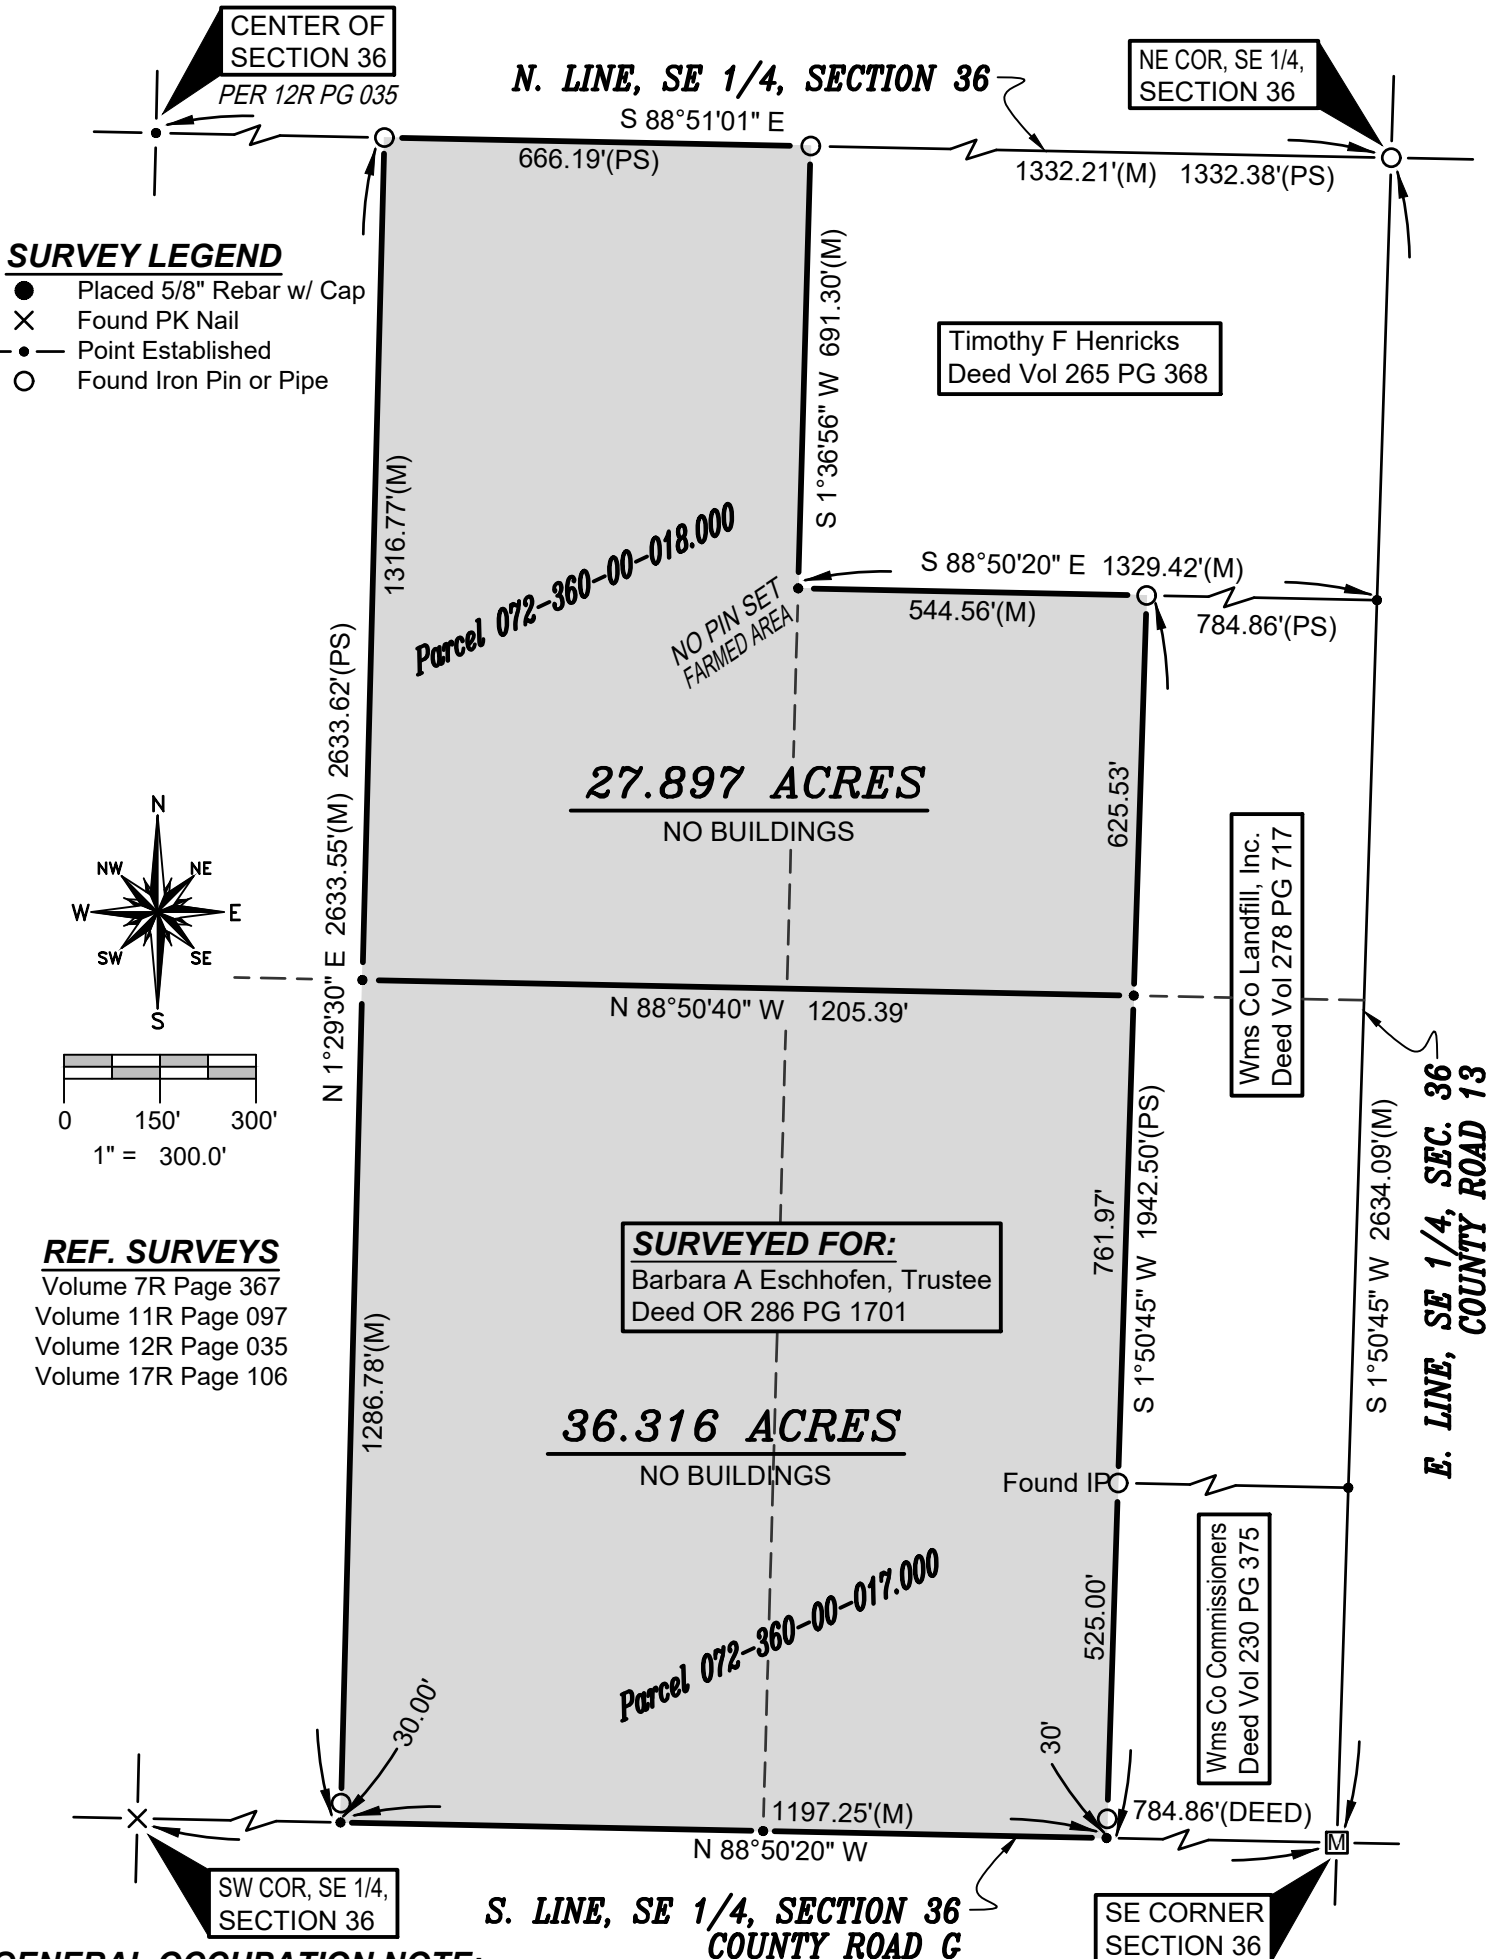 CENTER OF
SECTION 36
PER 12R PG 035
N. LINE, SE 1/4, SECTION 36
S 88°51'01" E
666.19'(PS)
NE COR, SE 1/4,
SECTION 36
1332.21'(M) 1332.38'(PS)
SURVEY LEGEND
Placed 5/8" Rebar w/ Cap
Found PK Nail
Point Established
Found Iron Pin or Pipe
S 1°36'56" W 691.30'(M)
Timothy F Henricks
Deed Vol 265 PG 368
1316.77'(M)
Parcel 072-360-00-018.000
NO PIN SET
FARMED AREA
S 88°50'20" E 1329.42'(M)
544.56'(M)
784.86'(PS)
N 1°29'30" E 2633.55'(M) 2633.62'(PS)
27.897 ACRES
NO BUILDINGS
625.53'
Wms Co Landfill, Inc.
Deed Vol 278 PG 717
N
NW
NE
W
E
SW
SE
S
N 88°50'40" W 1205.39'
0 150' 300'
1" = 300.0'
E. LINE, SE 1/4, SEC. 36
COUNTY ROAD 13
S 1°50'45" W 2634.09'(M)
S 1°50'45" W 1942.50'(PS)
761.97'
REF. SURVEYS
Volume 7R Page 367
Volume 11R Page 097
Volume 12R Page 035
Volume 17R Page 106
SURVEYED FOR:
Barbara A Eschhofen, Trustee
Deed OR 286 PG 1701
1286.78'(M)
36.316 ACRES
NO BUILDINGS
Found IP
Parcel 072-360-00-017.000
525.00'
Wms Co Commissioners
Deed Vol 230 PG 375
30.00'
30'
1197.25'(M)
784.86'(DEED)
N 88°50'20" W
M
SW COR, SE 1/4,
SECTION 36
S. LINE, SE 1/4, SECTION 36
COUNTY ROAD G
SE CORNER
SECTION 36
GENERAL OCCUPATION NOTE: